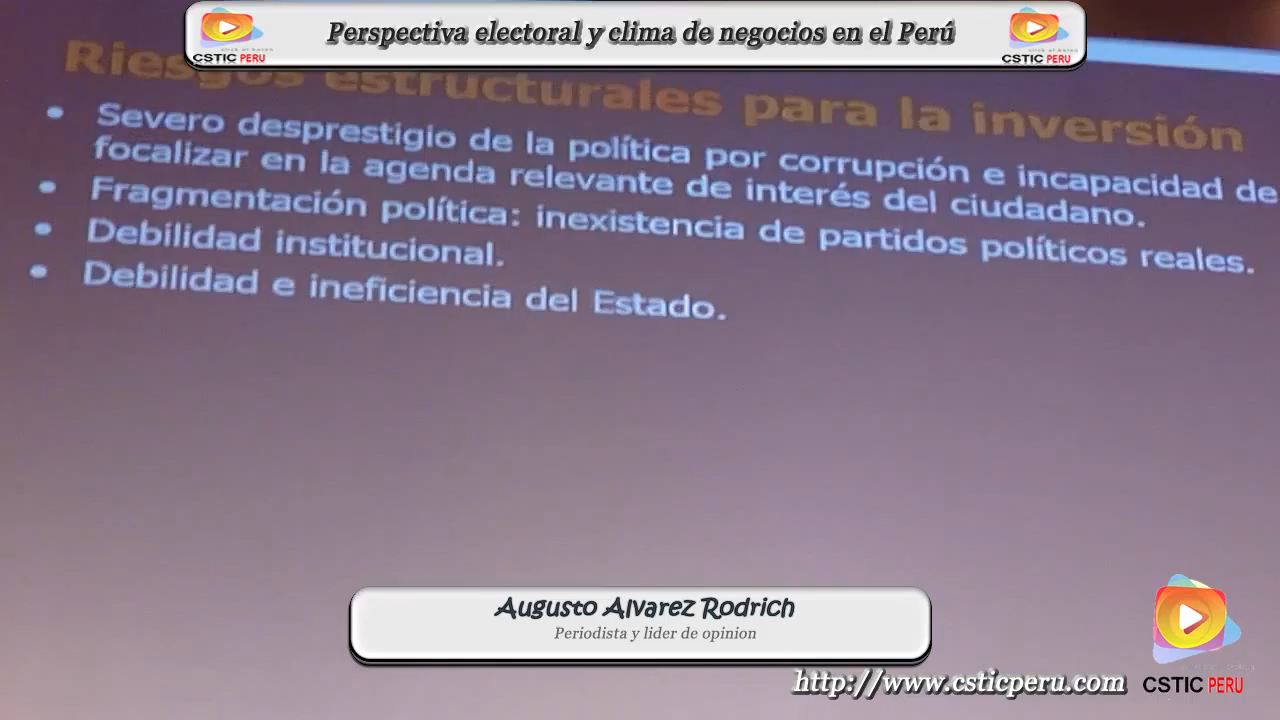 Perspectiva electoral y clima de negocios en el Perú
CSTIC PERU
CSTIC PERU
Riesgos estructurales para la inversión
• Severo desprestigio de la política por corrupción e incapacidad de
focalizar en la agenda relevante de interés del ciudadano.
• Fragmentación política: inexistencia de partidos políticos reales.
• Debilidad institucional.
• Debilidad e ineficiencia del Estado.
Augusto Alvarez Rodrich
Periodista y lider de opinion
http://www.csticperu.com
CSTIC PERU